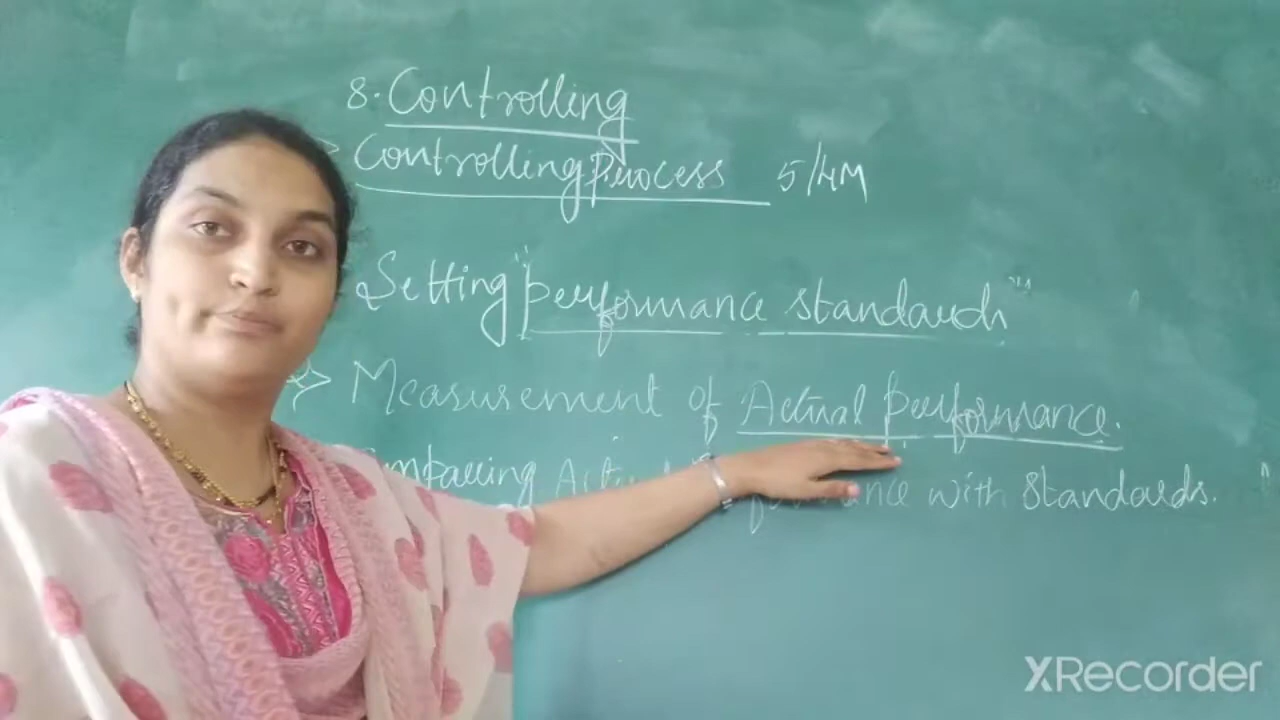 8. Controlling
Controlling process 5/4M
Setting "performance standards"
Measurement of Actual performance.
with Standards.
XRecorder